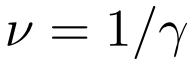 ν = 1/γ